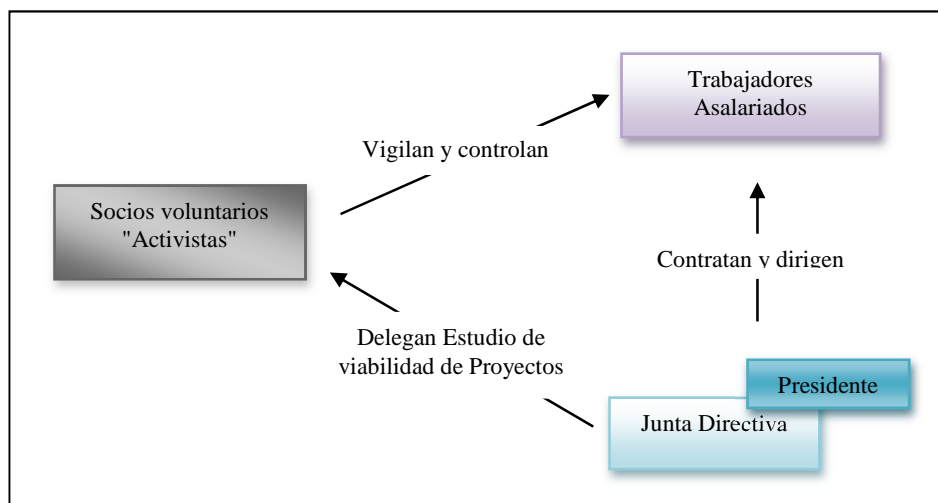 Trabajadores
Asalariados
Vigilan y controlan
Socios voluntarios
"Activistas"
Contratan y dirigen
Delegan Estudio de
viabilidad de Proyectos
Presidente
Junta Directiva